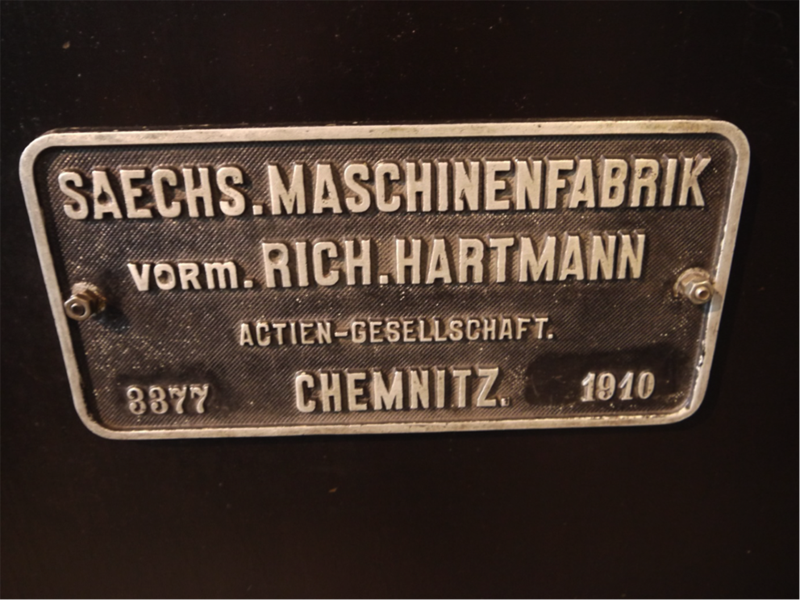 SAECHS. MASCHINENFABRIK
VORM. RICH. HARTMANN
ACTIEN-GESELLSCHAFT.
3377 CHEMNITZ. 1910